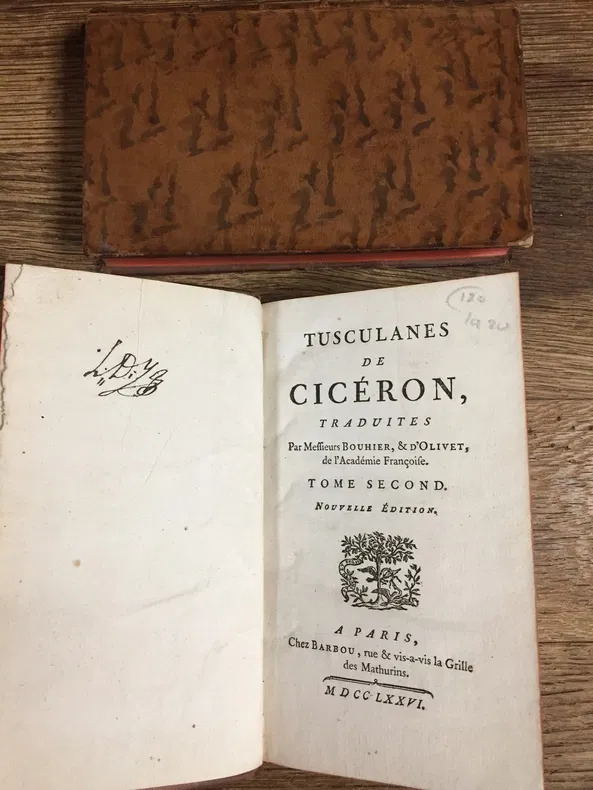 TUSCULANES
DE
CICÉRON,
TRADUITES
Par Messieurs BOUHIER, & D'OLIVET,
de l'Académie Françoise.
TOME SECOND.
NOUVELLE ÉDITION.
A PARIS,
Chez BARBOU, rue & vis-a-vis la Grille
des Mathurins.
MDCC LXXVI.